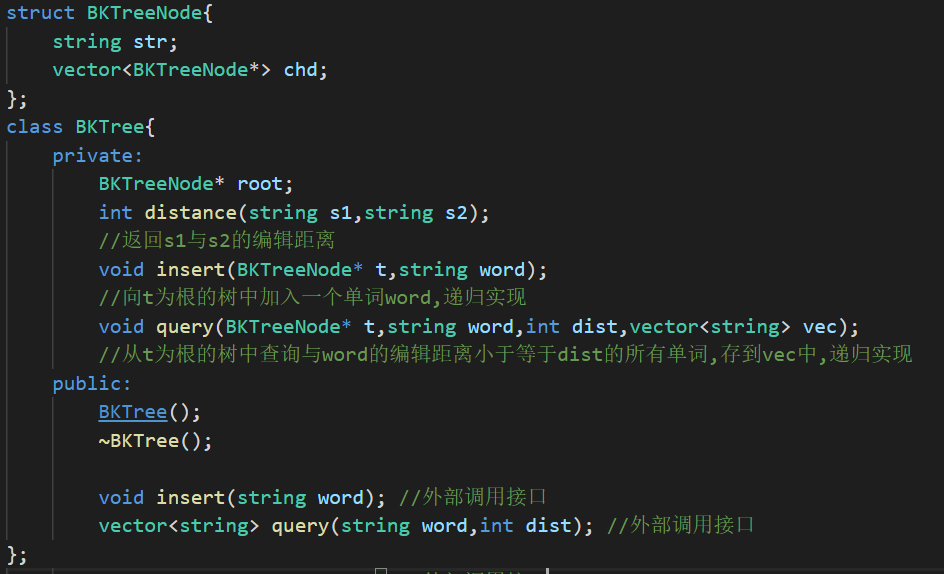 struct BKTreeNode{
    string str;
    vector<BKTreeNode*> chd;
};
class BKTree{
    private:
        BKTreeNode* root;
        int distance(string s1,string s2);
        //返回s1与s2的编辑距离
        void insert(BKTreeNode* t,string word);
        //向t为根的树中加入一个单词word,递归实现
        void query(BKTreeNode* t,string word,int dist,vector<string> vec);
        //从t为根的树中查询与word的编辑距离小于等于dist的所有单词,存到vec中,递归实现
    public:
        BKTree();
        ~BKTree();
        void insert(string word); //外部调用接口
        vector<string> query(string word,int dist); //外部调用接口
};